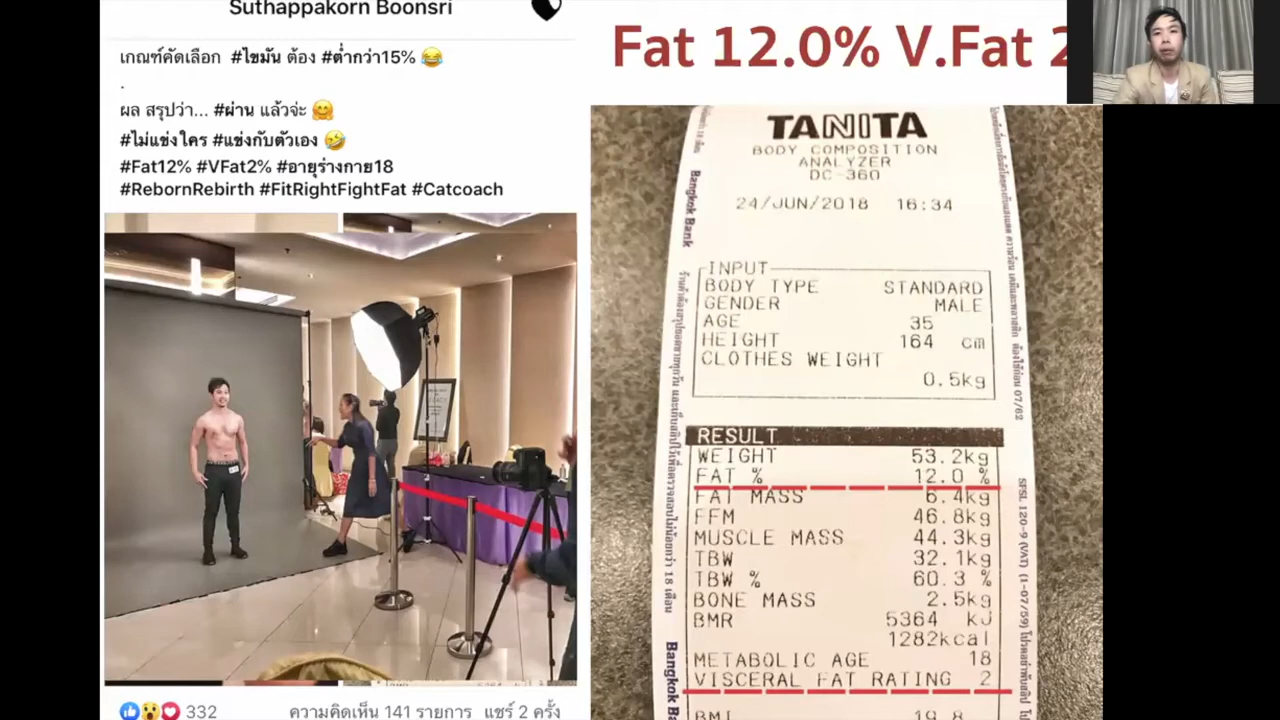 Suthappakorn Boonsri
เกณฑ์คัดเลือก #ไขมัน ต้อง #ต่ำกว่า15% 😂
.
ผล สรุปว่า... #ผ่าน แล้วจ่ะ 🤗
#ไม่แข่งใคร #แข่งกับตัวเอง 🤣
#Fat12% #VFat2% #อายุร่างกาย18
#RebornRebirth #FitRightFightFat #Catcoach
332 ความคิดเห็น 141 รายการ แชร์ 2 ครั้ง
Fat 12.0% V.Fat 2
TANITA
BODY COMPOSITION
ANALYZER
DC-360
24/JUN/2018 16:34
INPUT
BODY TYPE STANDARD
GENDER MALE
AGE 35
HEIGHT 164 cm
CLOTHES WEIGHT
0.5kg
RESULT
WEIGHT 53.2kg
FAT % 12.0 %
FAT MASS 6.4kg
FFM 46.8kg
MUSCLE MASS 44.3kg
TBW 32.1kg
TBW % 60.3 %
BONE MASS 2.5kg
BMR 5364 kJ
1282kcal
METABOLIC AGE 18
VISCERAL FAT RATING 2
BMI 19.8
Bangkok Bank
Bangkok Bank
SFSL 120-9 (VAT) (1-07/59)